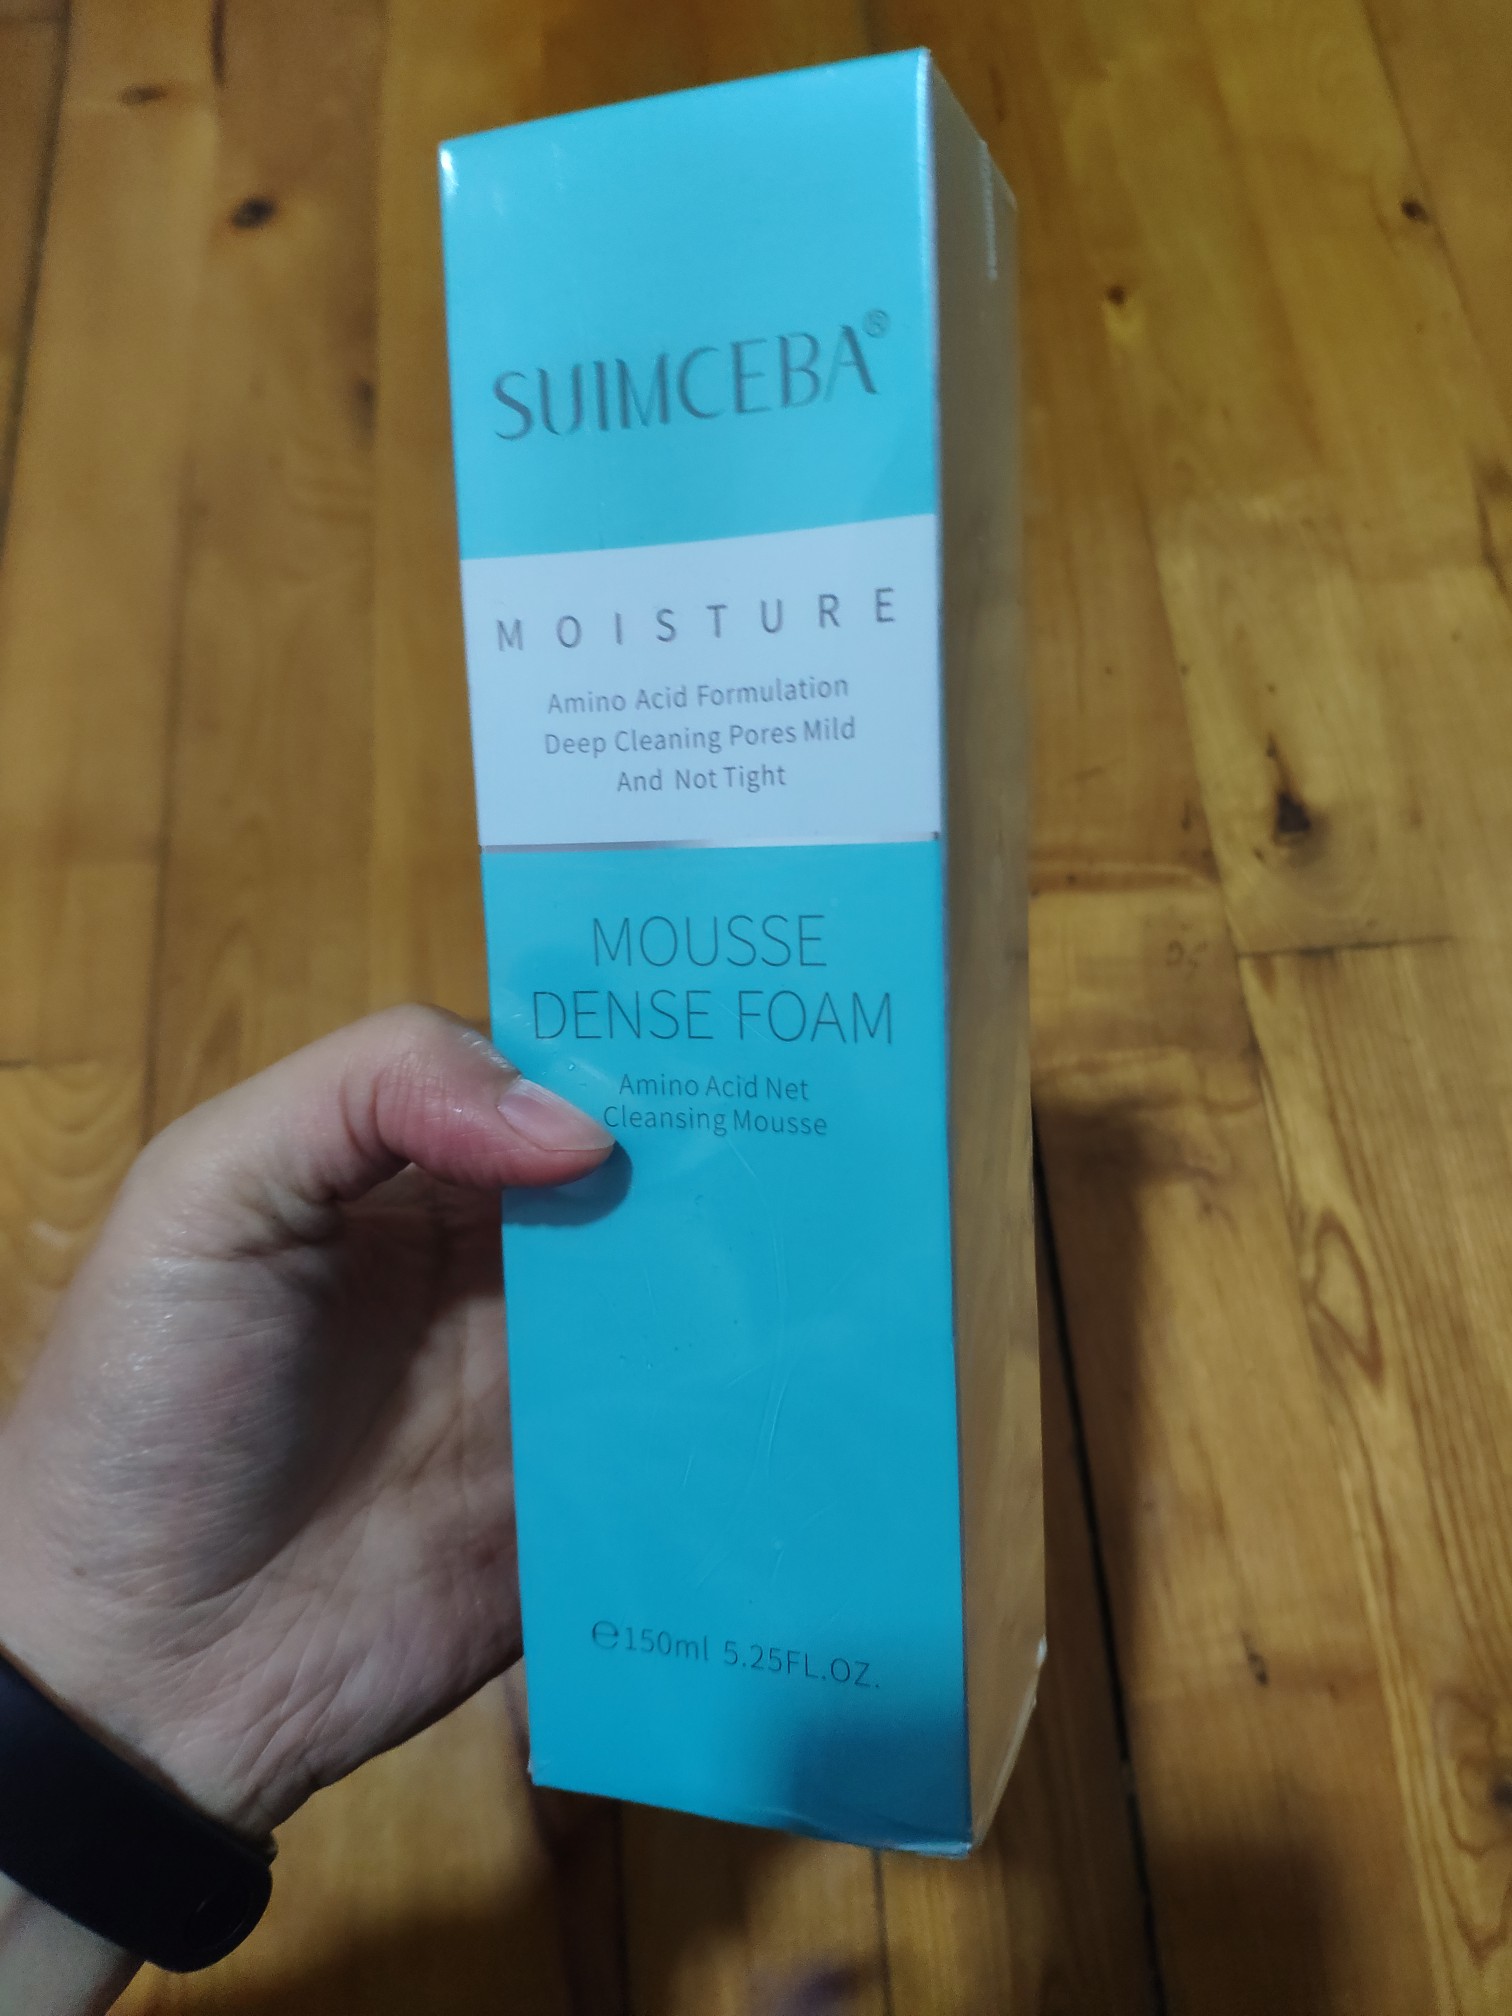 SUIMCEBA®
MOISTURE
Amino Acid Formulation
Deep Cleaning Pores Mild
And Not Tight
MOUSSE
DENSE FOAM
Amino Acid Net
Cleansing Mousse
℮150ml 5.25FL.OZ.